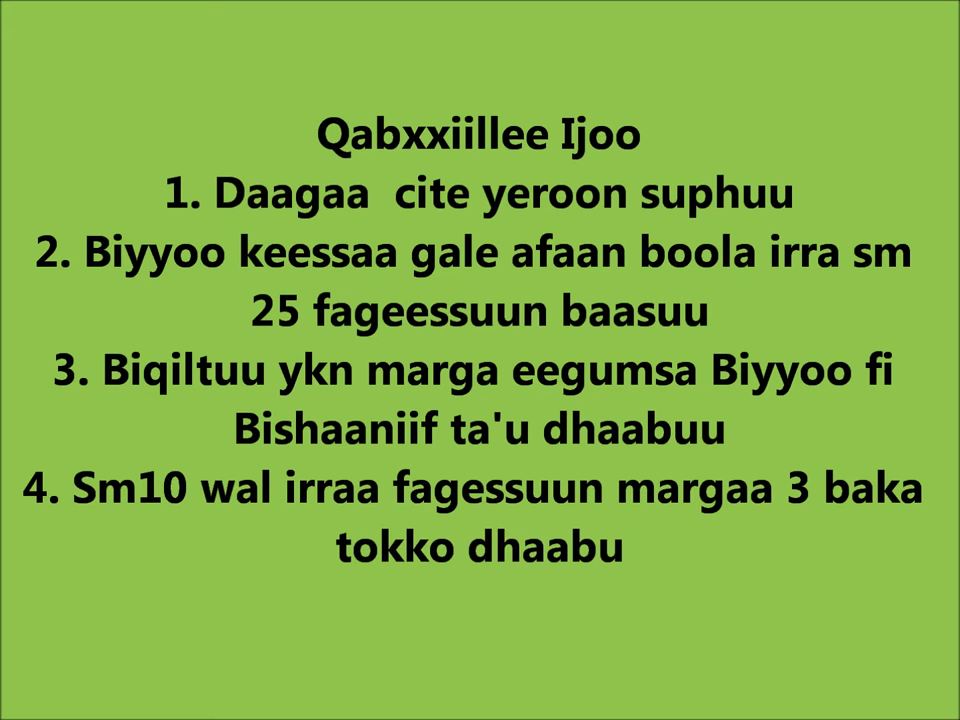 Qabxxiillee Ijoo
1. Daagaa cite yeroon suphuu
2. Biyyoo keessaa gale afaan boola irra sm
25 fageessuun baasuu
3. Biqiltuu ykn marga eegumsa Biyyoo fi
Bishaaniif ta'u dhaabuu
4. Sm10 wal irraa fagessuun margaa 3 baka
tokko dhaabu